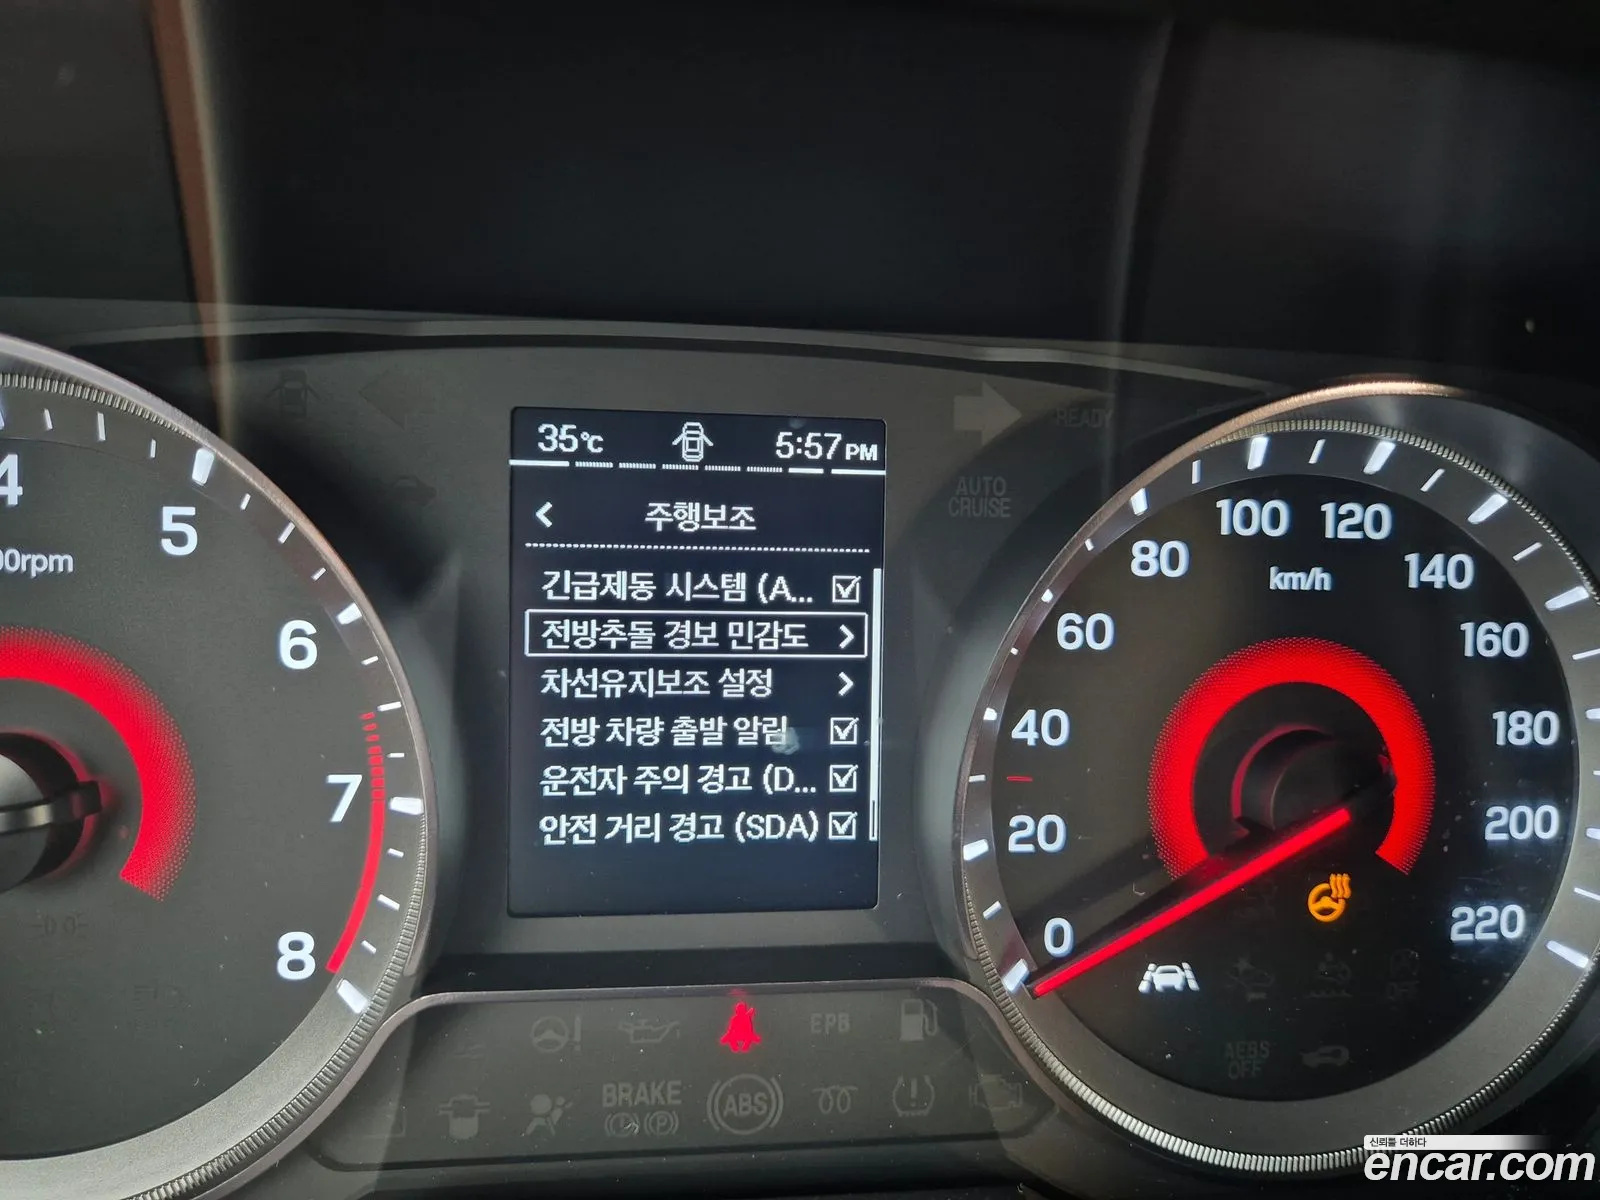 35℃
5:57 PM
주행보조
긴급제동 시스템 (A...
전방추돌 경보 민감도
차선유지보조 설정
전방 차량 출발 알림
운전자 주의 경고 (D...
안전 거리 경고 (SDA)
4
5
00rpm
6
7
8
READY
AUTO
CRUISE
0
20
40
60
80
100
120
140
160
180
200
220
km/h
EPB
BRAKE
(P)
ABS
AEBS
OFF
신뢰를 더하다
encar.com